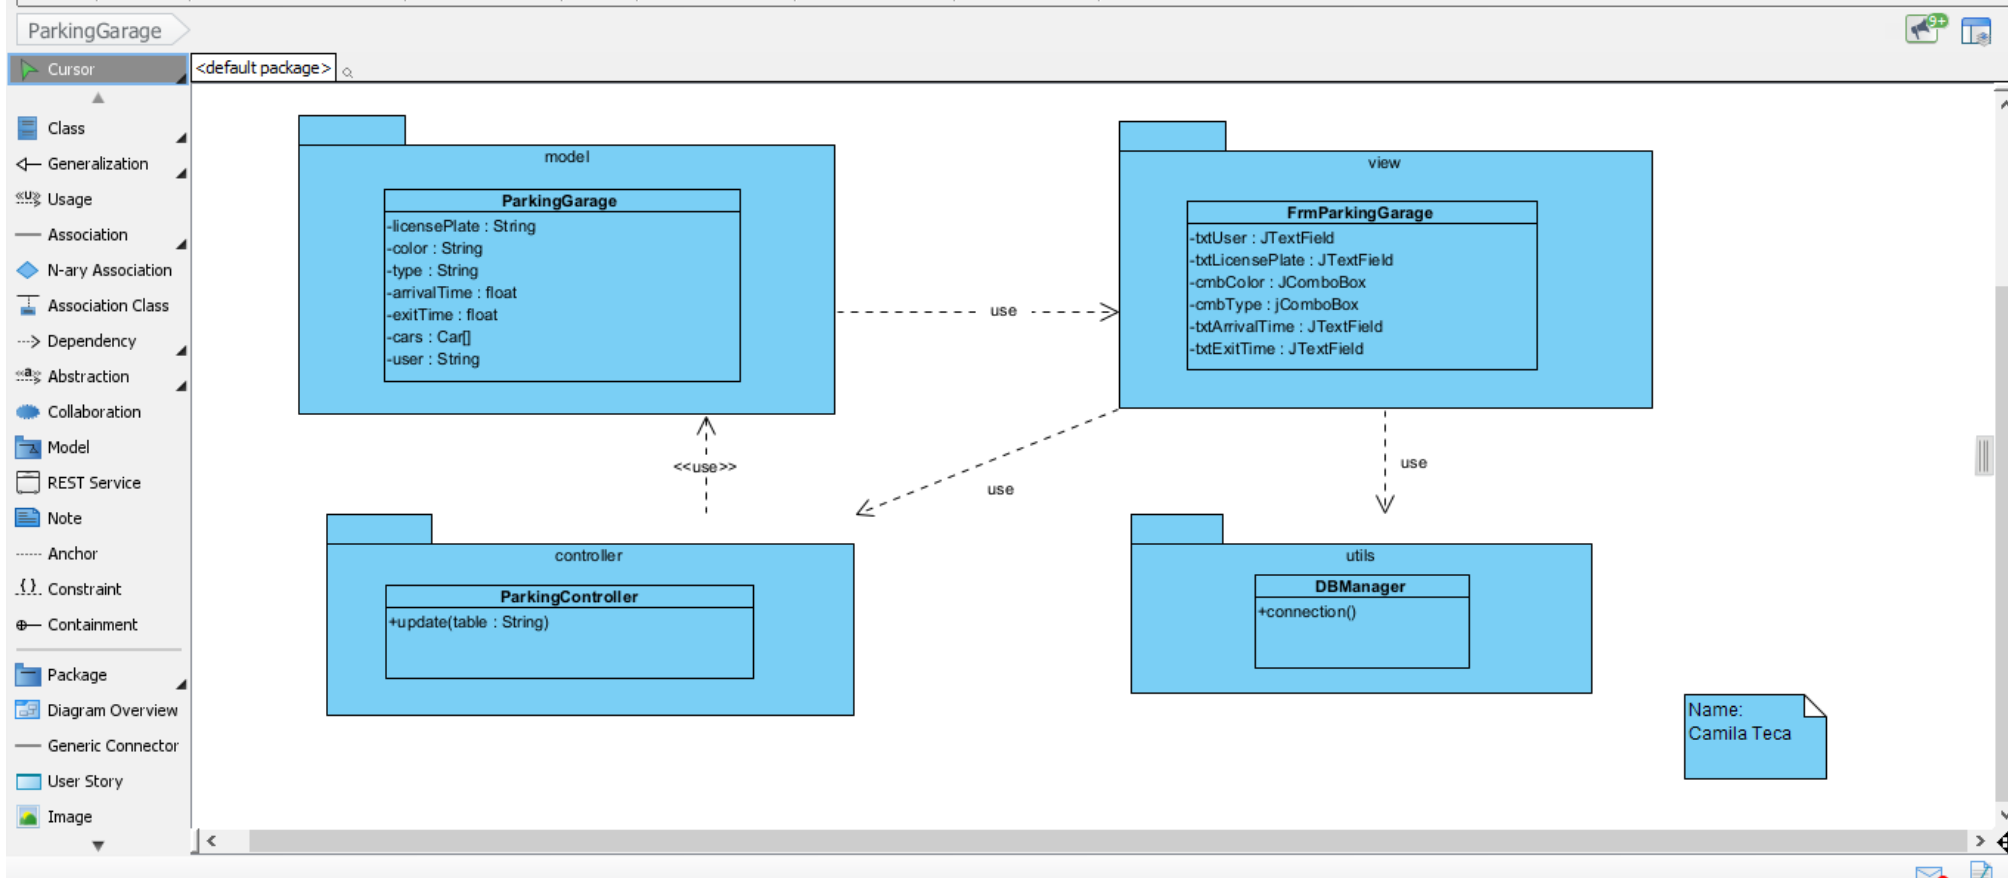 ParkingGarage
9+
Cursor
<default package>
Class
Generalization
Usage
Association
N-ary Association
Association Class
Dependency
Abstraction
Collaboration
Model
REST Service
Note
Anchor
Constraint
Containment
Package
Diagram Overview
Generic Connector
User Story
Image
model
ParkingGarage
-licensePlate : String
-color : String
-type : String
-arrivalTime : float
-exitTime : float
-cars : Car[]
-user : String
use
view
FrmParkingGarage
-txtUser : JTextField
-txtLicensePlate : JTextField
-cmbColor : JComboBox
-cmbType : jComboBox
-txtArrivalTime : JTextField
-txtExitTime : JTextField
<<use>>
use
use
controller
ParkingController
+update(table : String)
utils
DBManager
+connection()
Name:
Camila Teca